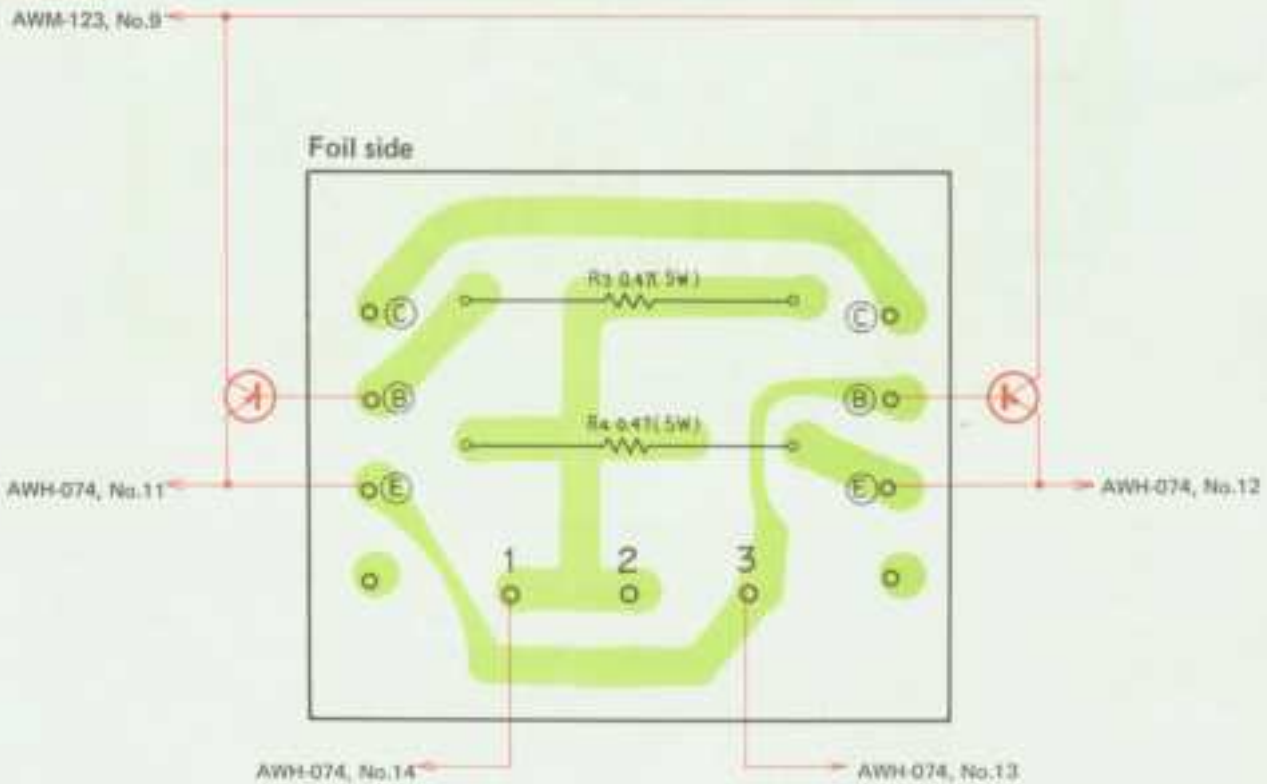 AWM-123, No.9
Foil side
R3 0.47(5W)
C
C
B
B
R4 0.47(5W)
AWH-074, No.11
E
E
AWH-074, No.12
1
2
3
AWH-074, No.14
AWH-074, No.13